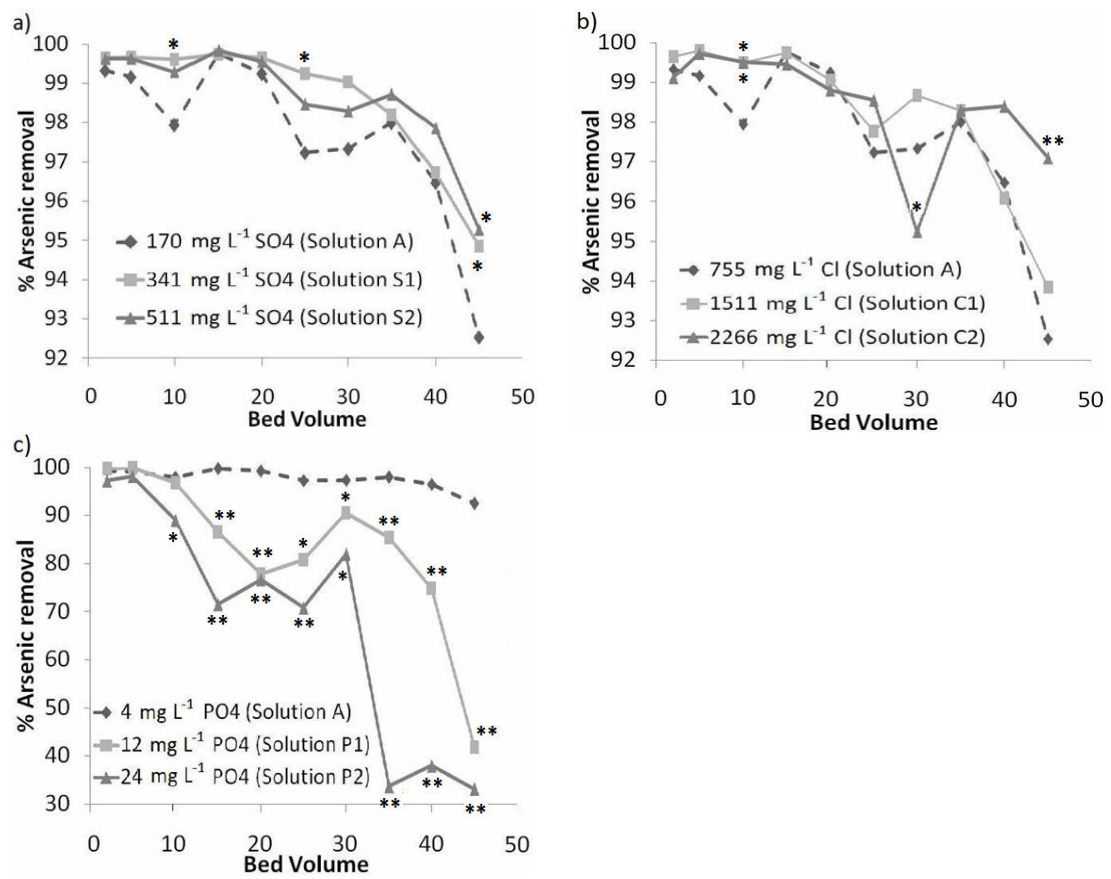 a)
% Arsenic removal
100
99
98
97
96
95
94
93
92
* *
* *
170 mg L⁻¹ SO4 (Solution A)
341 mg L⁻¹ SO4 (Solution S1)
511 mg L⁻¹ SO4 (Solution S2)
0 10 20 30 40 50
Bed Volume
b)
% Arsenic removal
100
99
98
97
96
95
94
93
92
*
*
**
*
755 mg L⁻¹ Cl (Solution A)
1511 mg L⁻¹ Cl (Solution C1)
2266 mg L⁻¹ Cl (Solution C2)
0 10 20 30 40 50
Bed Volume
c)
% Arsenic removal
100
90
80
70
60
50
40
30
** ** * * ** ** **
* ** ** ** * ** ** **
4 mg L⁻¹ PO4 (Solution A)
12 mg L⁻¹ PO4 (Solution P1)
24 mg L⁻¹ PO4 (Solution P2)
0 10 20 30 40 50
Bed Volume